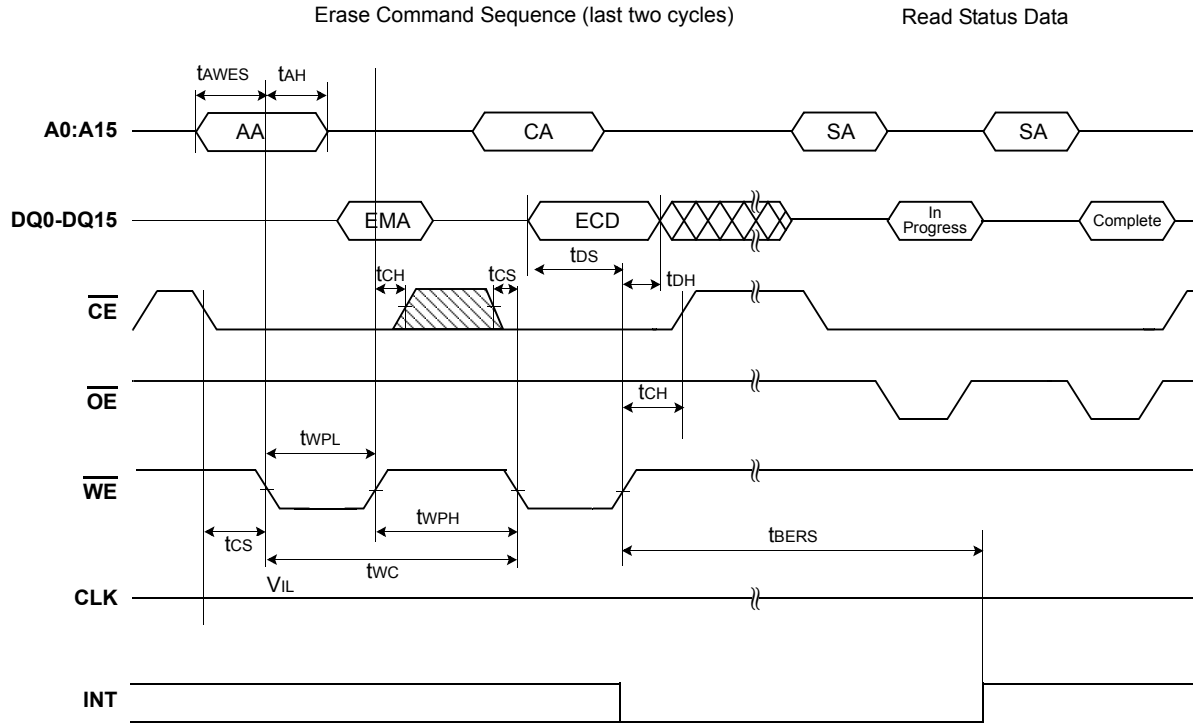 Erase Command Sequence (last two cycles)
Read Status Data
tAWES
tAH
A0:A15
AA
CA
SA
SA
DQ0-DQ15
EMA
ECD
In
Progress
Complete
tDS
tDH
tCH
tCS
CE
OE
tCH
tWPL
WE
tWPH
tCS
tWC
tBERS
VIL
CLK
INT